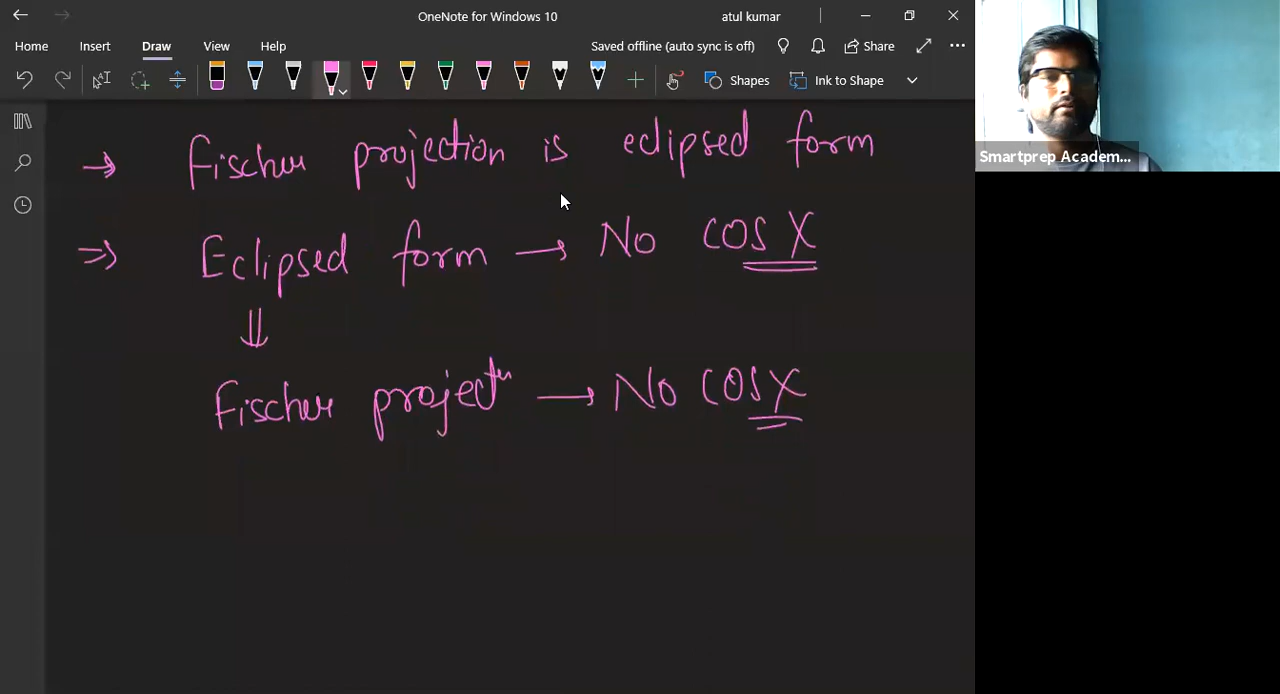 OneNote for Windows 10
atul kumar
Home Insert Draw View Help
Saved offline (auto sync is off)
Share
Shapes
Ink to Shape
Smartprep Academ...
→ Fischer projection is eclipsed form
⇒ Eclipsed form → No COS X
⇓
Fischer projectn → No COS X